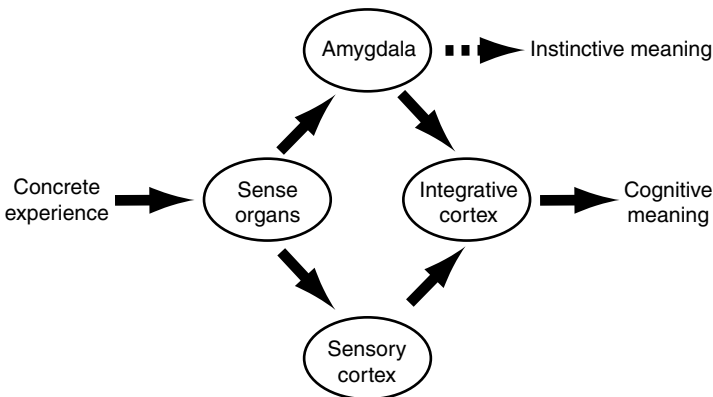 Amygdala
Instinctive meaning
Concrete
experience
Sense
organs
Integrative
cortex
Cognitive
meaning
Sensory
cortex